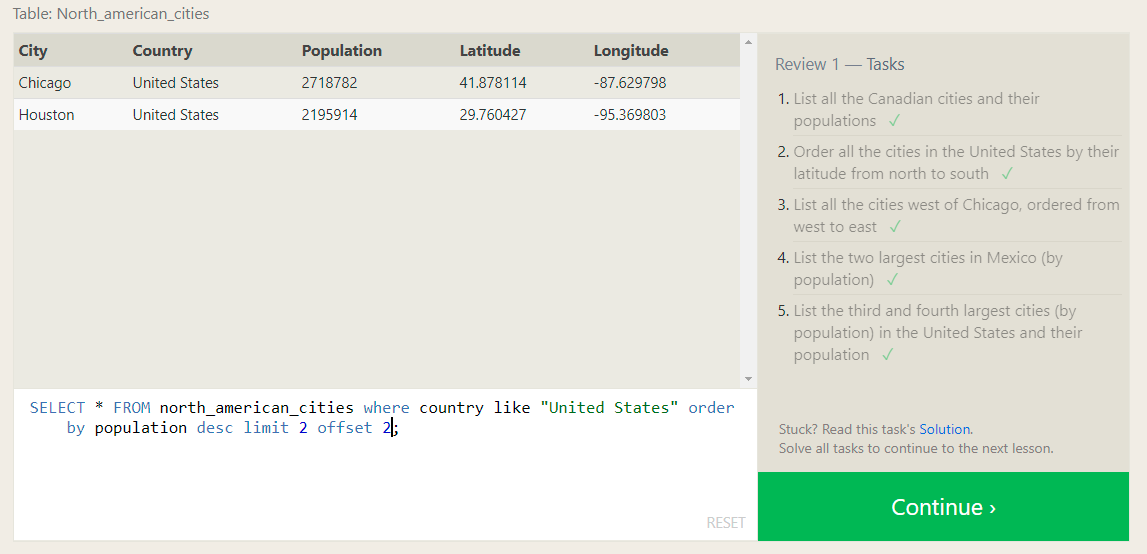 Table: North_american_cities
City Country Population Latitude Longitude
Chicago United States 2718782 41.878114 -87.629798
Houston United States 2195914 29.760427 -95.369803
SELECT * FROM north_american_cities where country like "United States" order
by population desc limit 2 offset 2;
RESET
Review 1 — Tasks
1. List all the Canadian cities and their
populations ✓
2. Order all the cities in the United States by their
latitude from north to south ✓
3. List all the cities west of Chicago, ordered from
west to east ✓
4. List the two largest cities in Mexico (by
population) ✓
5. List the third and fourth largest cities (by
population) in the United States and their
population ✓
Stuck? Read this task's Solution.
Solve all tasks to continue to the next lesson.
Continue ›